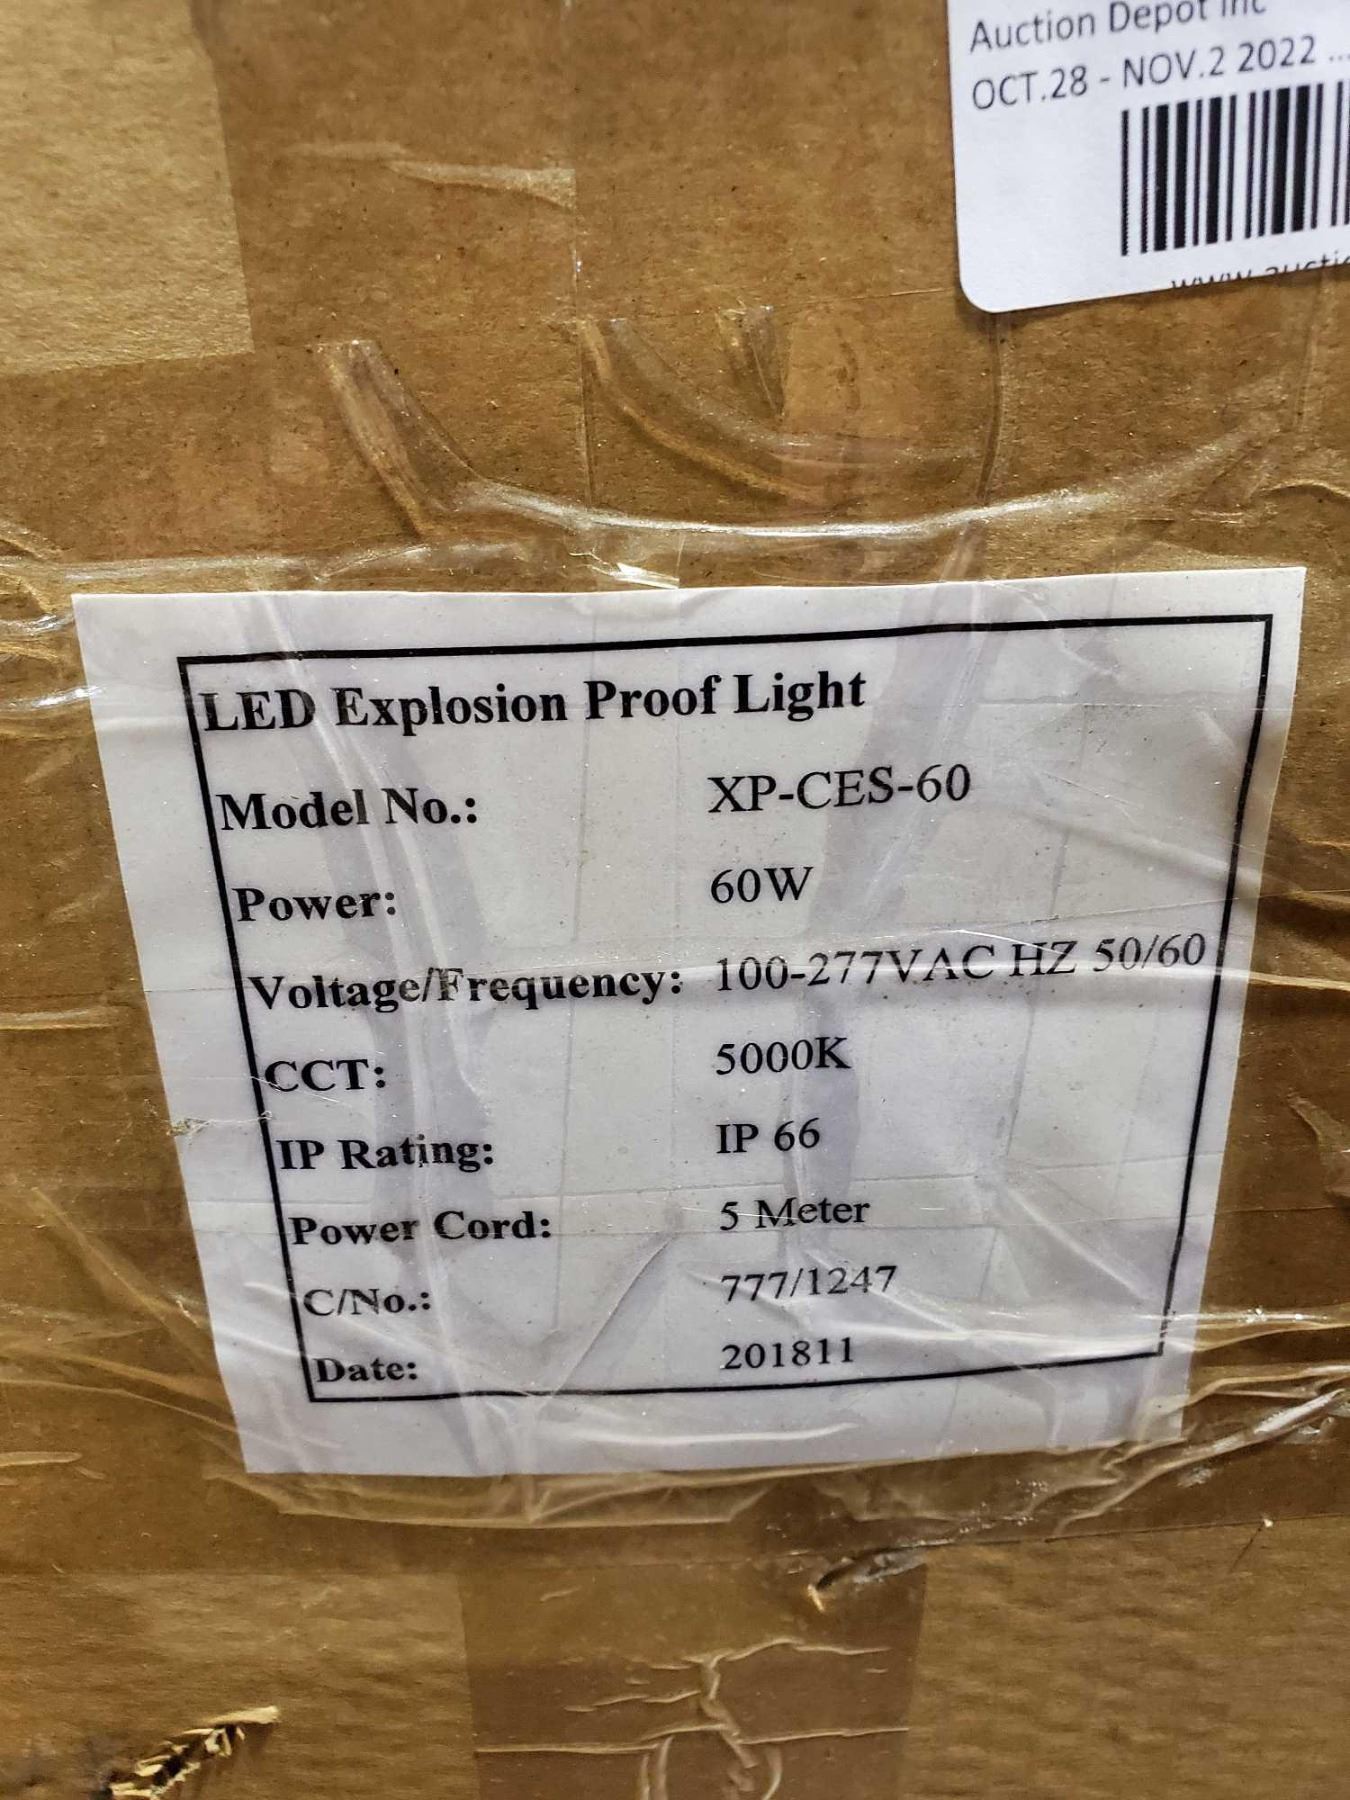 Auction Depot Inc
OCT.28 - NOV.2 2022 ...
LED Explosion Proof Light
Model No.: XP-CES-60
Power: 60W
Voltage/Frequency: 100-277VAC HZ 50/60
CCT: 5000K
IP Rating: IP 66
Power Cord: 5 Meter
C/No.: 777/1247
Date: 201811